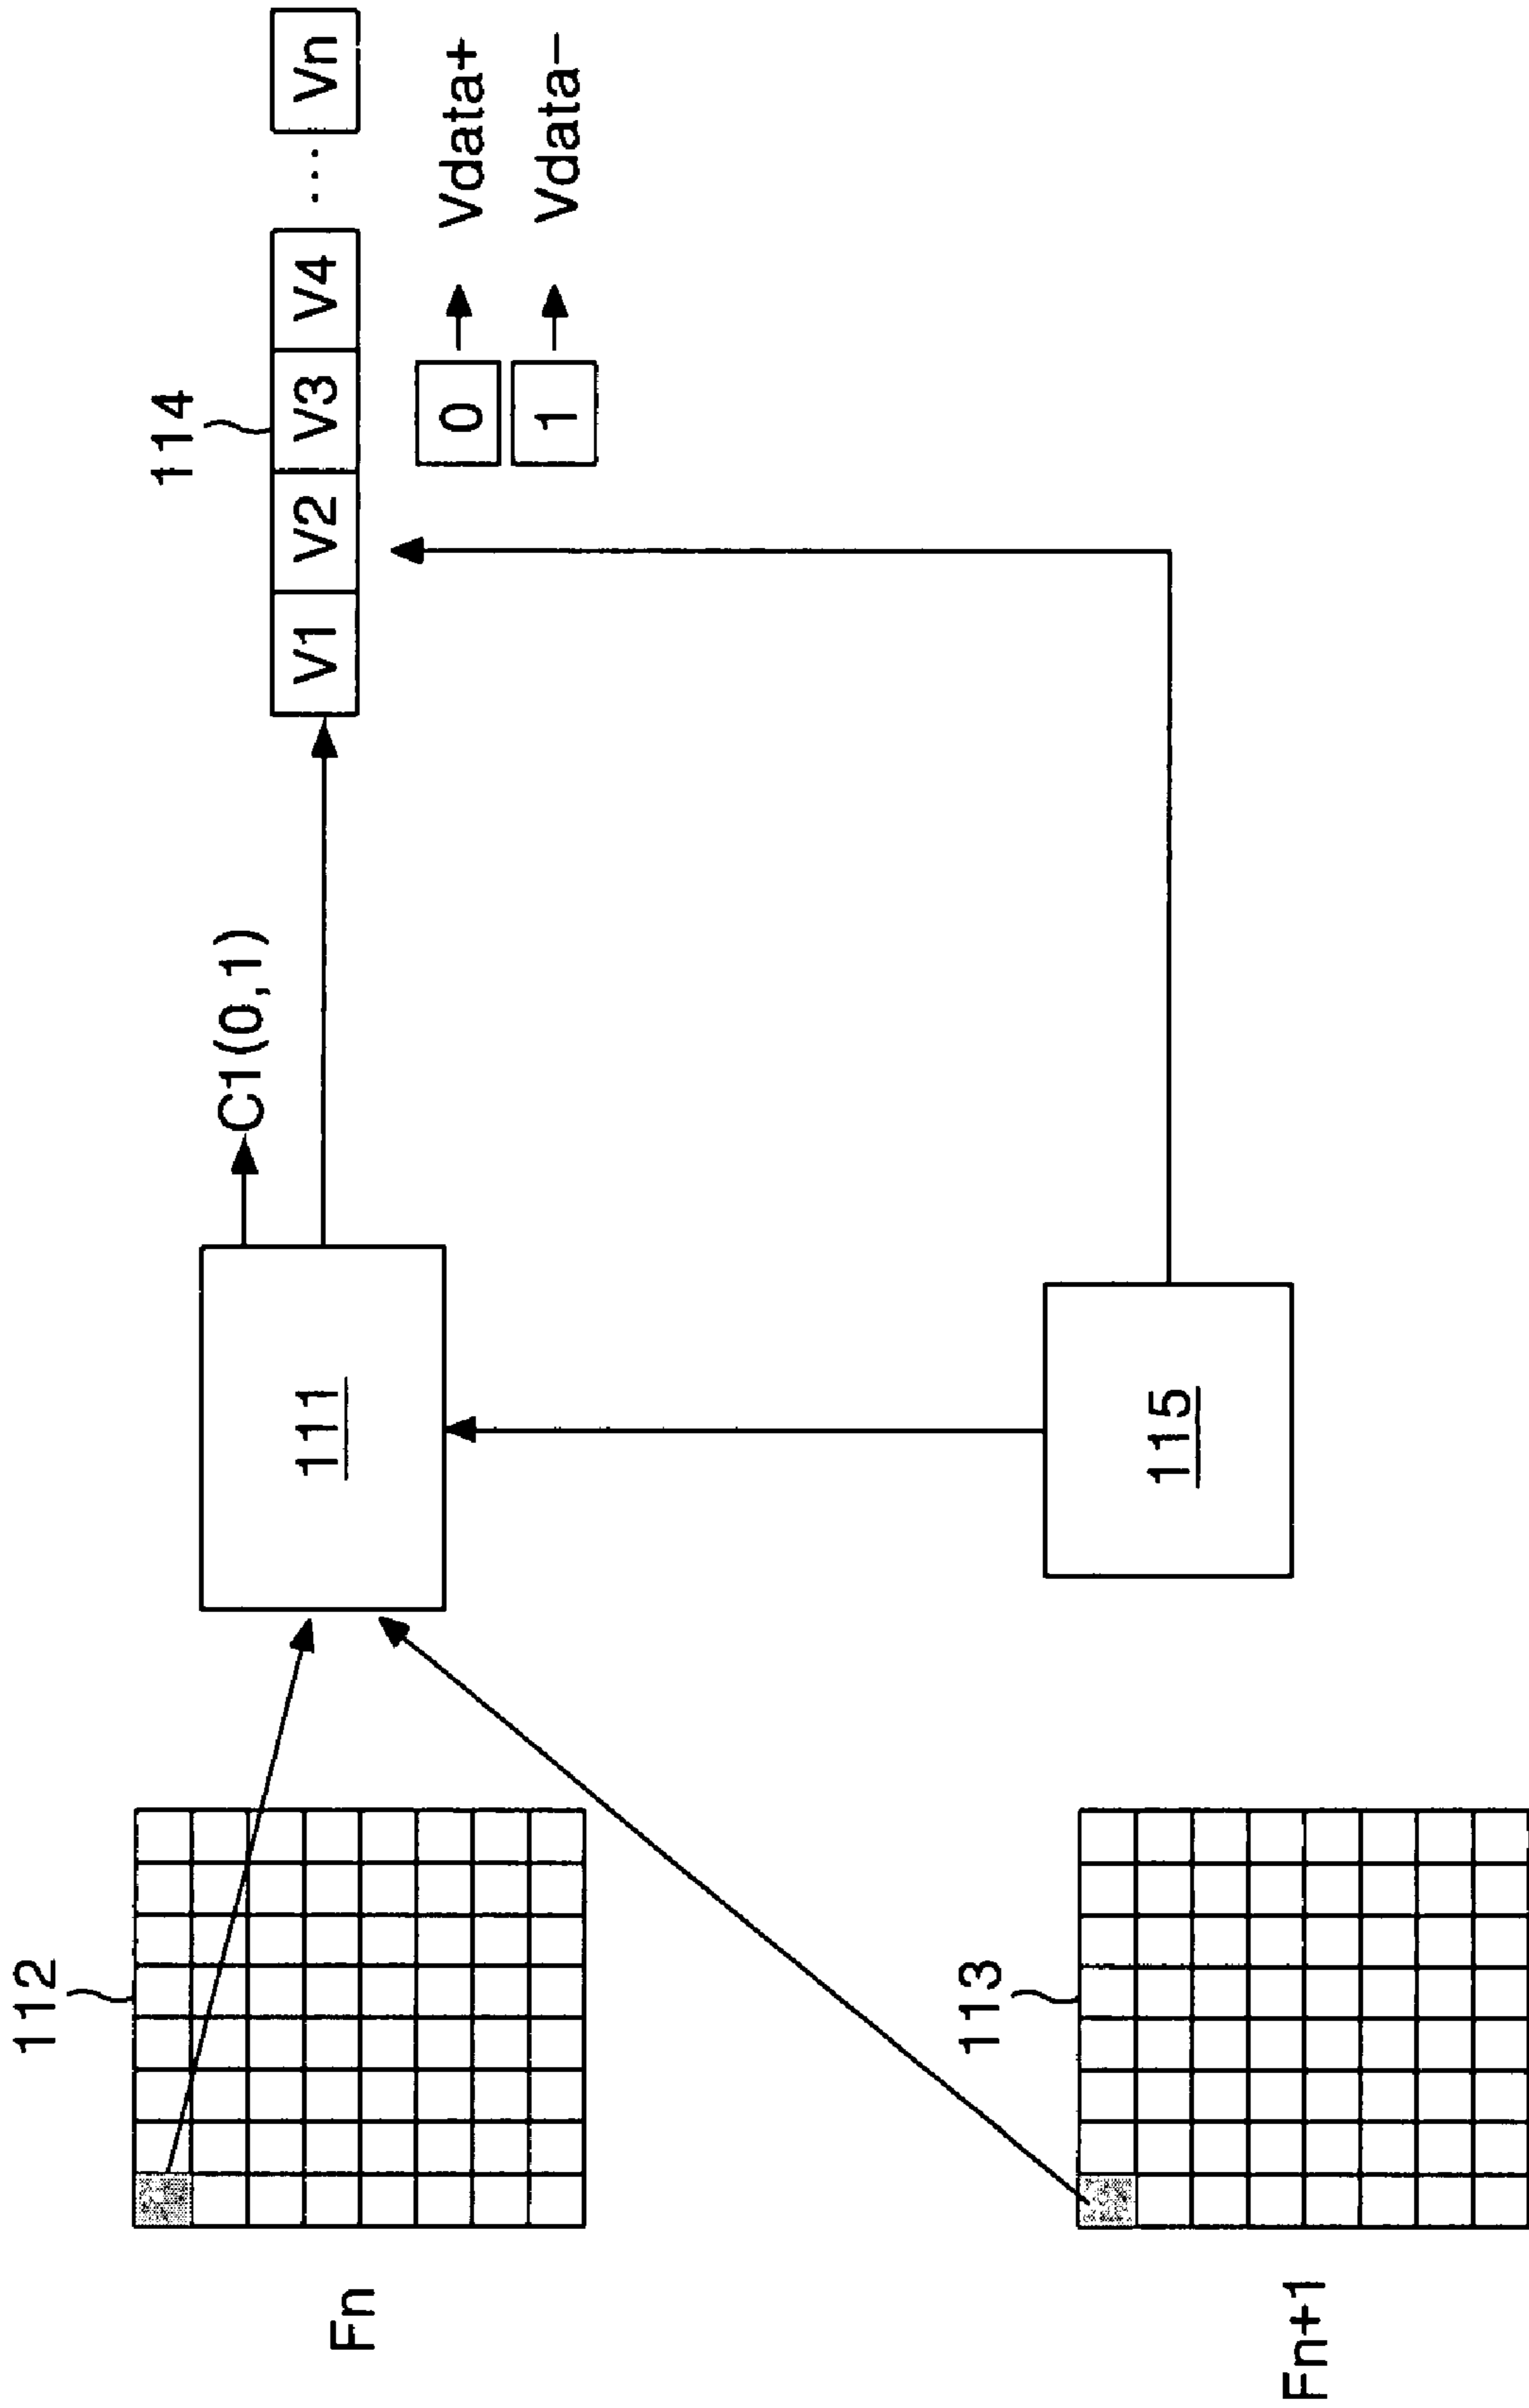 Fn
112
111
C1(0,1)
114
V1 V2 V3 V4 ... Vn
0 Vdata+
1 Vdata−
Fn+1
113
115